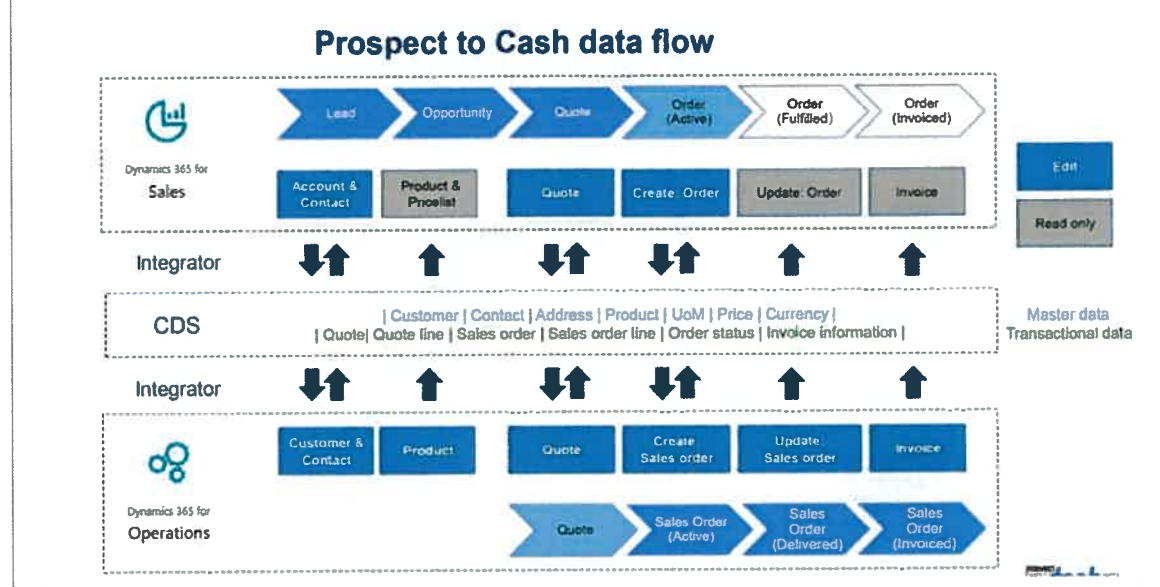 Prospect to Cash data flow
Lead
Opportunity
Quote
Order
(Active)
Order
(Fulfilled)
Order
(Invoiced)
Dynamics 365 for
Sales
Account &
Contact
Product &
Pricelist
Quote
Create: Order
Update: Order
Invoice
Edit
Read only
Integrator
CDS
| Customer | Contact | Address | Product | UoM | Price | Currency |
| Quote| Quote line | Sales order | Sales order line | Order status | Invoice information |
Master data
Transactional data
Integrator
Customer &
Contact
Product
Quote
Create
Sales order
Update
Sales order
Invoice
Dynamics 365 for
Operations
Quote
Sales Order
(Active)
Sales
Order
(Delivered)
Sales
Order
(Invoiced)